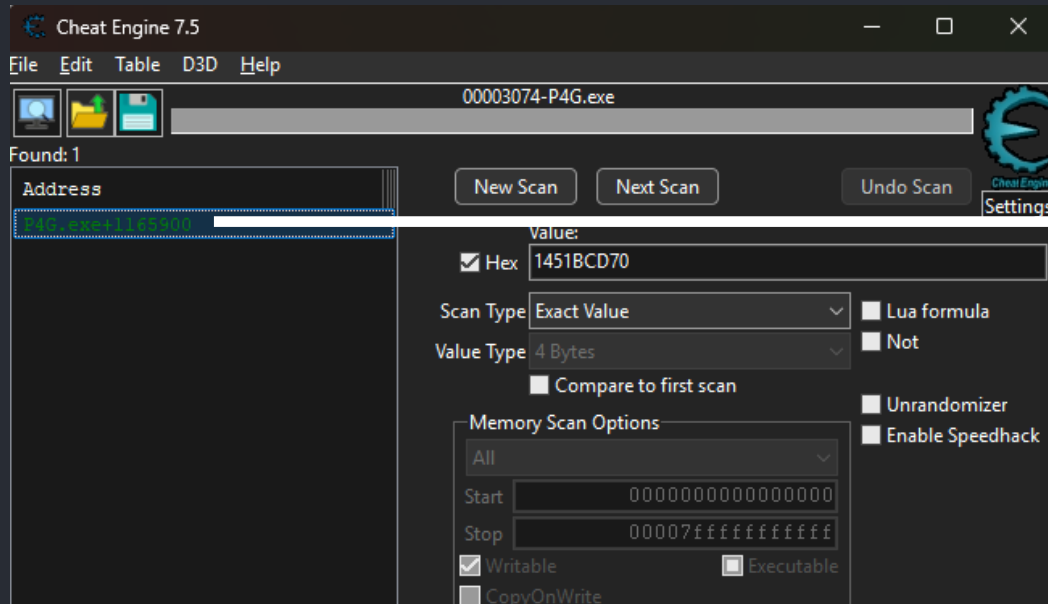 Cheat Engine 7.5
File Edit Table D3D Help
00003074-P4G.exe
Found: 1
Address
New Scan Next Scan Undo Scan
Cheat Engin
Settings
P4G.exe+1165900
Value:
Hex 1451BCD70
Scan Type Exact Value Lua formula
Value Type 4 Bytes Not
Compare to first scan
Unrandomizer
Memory Scan Options
Enable Speedhack
All
Start 0000000000000000
Stop 00007fffffffffff
Writable Executable
CopyOnWrite